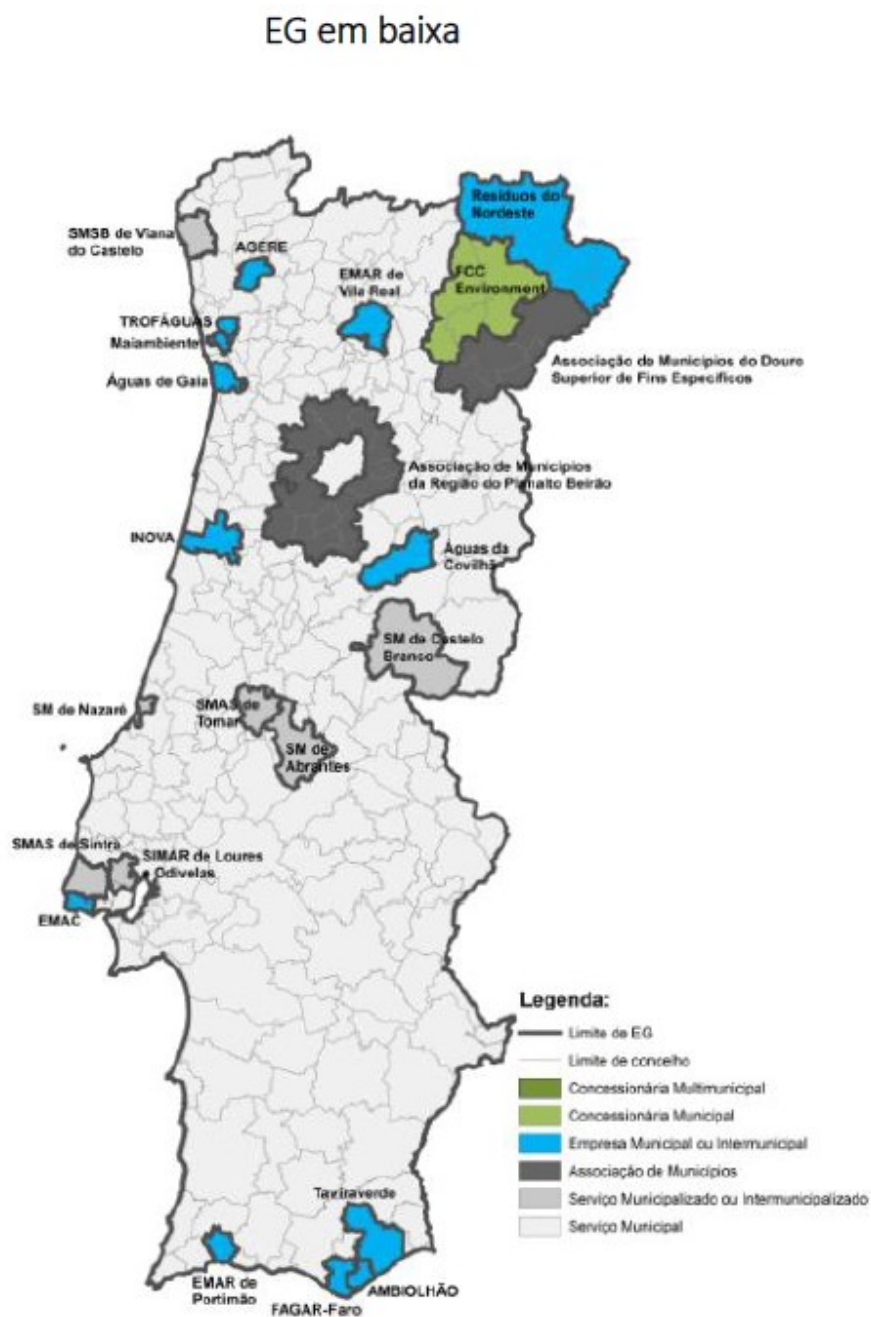 EG em baixa
Resíduos do
Nordeste
SMSB de Viana
do Castelo
AGERE
EMAR de
Vila Real
FCC
Environment
TROFÁGUAS
Maiambiente
Águas de Gaia
Associação de Municípios do Douro
Superior de Fins Específicos
Associação de Municípios
da Região do Planalto Beirão
INOVA
Águas da
Covilhã
SM de Castelo
Branco
SM de Nazaré
SMAS de
Tomar
SM de
Abrantes
SMAS de Sintra
SIMAR de Loures
e Odivelas
EMAC
Legenda:
Limite de EG
Limite de concelho
Concessionária Multimunicipal
Concessionária Municipal
Empresa Municipal ou Intermunicipal
Associação de Municípios
Serviço Municipalizado ou Intermunicipalizado
Serviço Municipal
Taviraverde
EMAR de
Portimão
AMBIOLHÃO
FAGAR-Faro